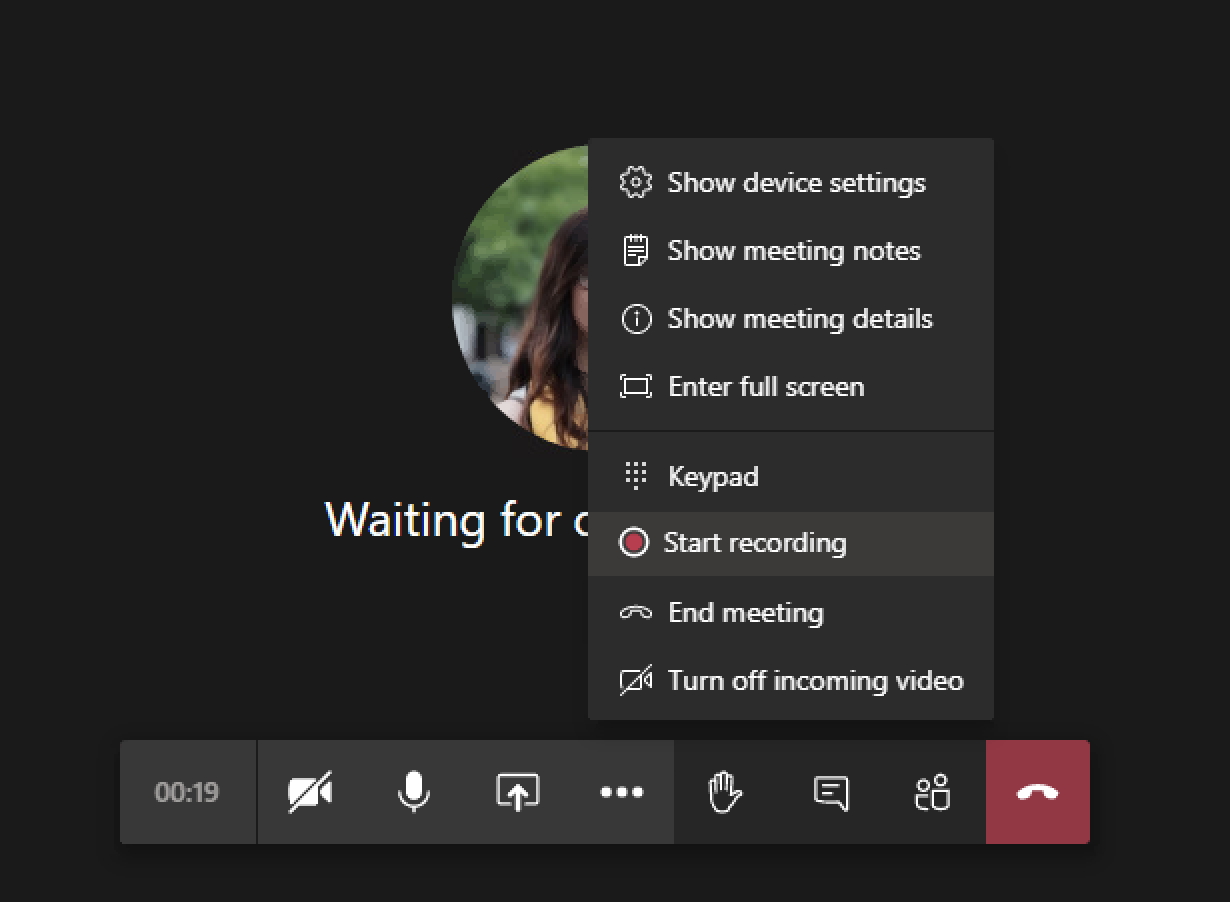 Show device settings
Show meeting notes
Show meeting details
Enter full screen
Keypad
Waiting for
Start recording
End meeting
Turn off incoming video
00:19